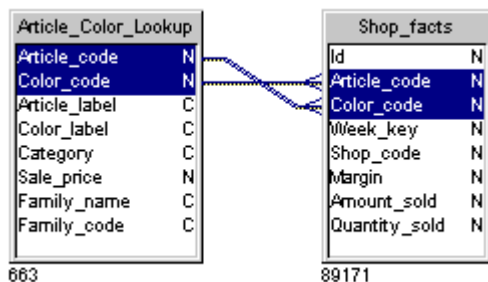 Article_Color_Lookup
Article_code N
Color_code N
Article_label C
Color_label C
Category C
Sale_price N
Family_name C
Family_code C
663
Shop_facts
Id N
Article_code N
Color_code N
Week_key N
Shop_code N
Margin N
Amount_sold N
Quantity_sold N
89171